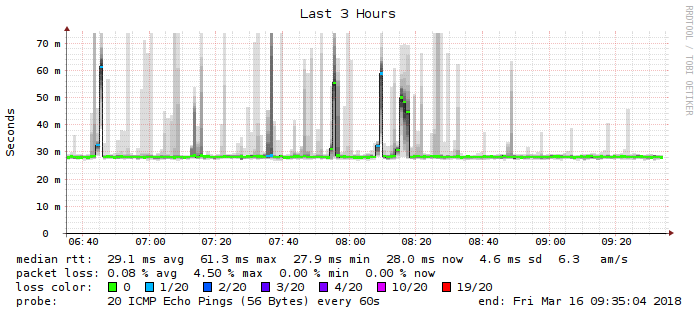 Last 3 Hours
RRDTOOL / TOBI OETIKER
Seconds
70 m
60 m
50 m
40 m
30 m
20 m
10 m
0
06:40 07:00 07:20 07:40 08:00 08:20 08:40 09:00 09:20
median rtt: 29.1 ms avg 61.3 ms max 27.9 ms min 28.0 ms now 4.6 ms sd 6.3 am/s
packet loss: 0.08 % avg 4.50 % max 0.00 % min 0.00 % now
loss color: 0 1/20 2/20 3/20 4/20 10/20 19/20
probe: 20 ICMP Echo Pings (56 Bytes) every 60s end: Fri Mar 16 09:35:04 2018